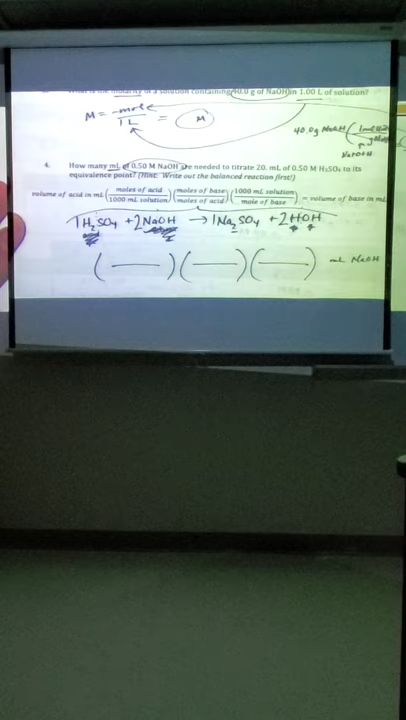 What is the molarity of a solution containing 40.0 g of NaOH in 1.00 L of solution?
M = mole / 1 L = M
40.0g NaOH
NaOH
4. How many mL of 0.50 M NaOH are needed to titrate 20. mL of 0.50 M H₂SO₄ to its
equivalence point? (Hint: Write out the balanced reaction first!)
volume of acid in mL (moles of acid / 1000 mL solution) (moles of base / moles of acid) (1000 mL solution / mole of base) = volume of base in mL
1H₂SO₄ + 2NaOH → 1Na₂SO₄ + 2HOH
( —— ) ( —— ) ( —— ) mL NaOH